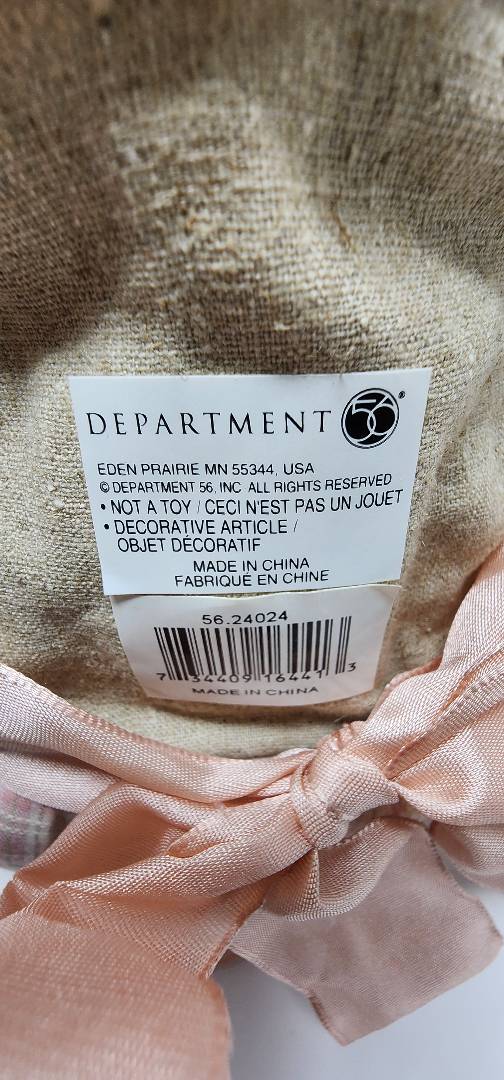 DEPARTMENT 56®
EDEN PRAIRIE MN 55344, USA
© DEPARTMENT 56, INC ALL RIGHTS RESERVED
• NOT A TOY / CECI N'EST PAS UN JOUET
• DECORATIVE ARTICLE /
OBJET DÉCORATIF
MADE IN CHINA
FABRIQUÉ EN CHINE
56.24024
7 34409 16441 3
MADE IN CHINA